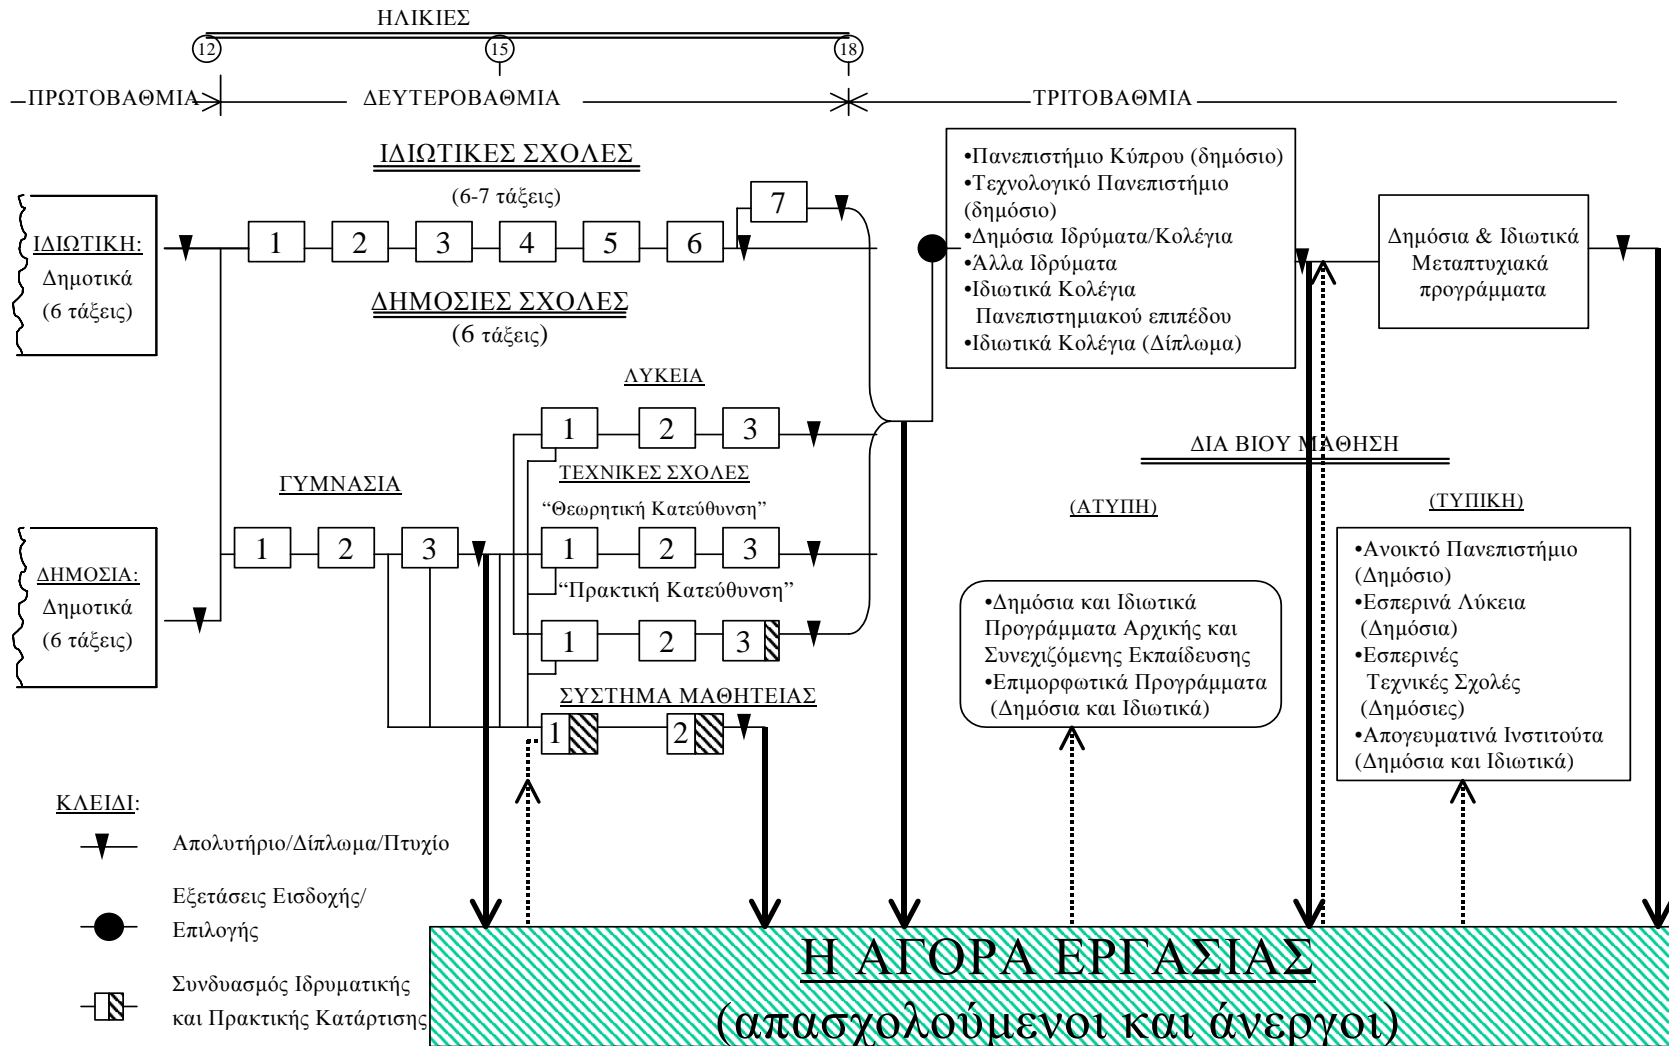 ΗΛΙΚΙΕΣ
12
15
18
ΠΡΩΤΟΒΑΘΜΙΑ
ΔΕΥΤΕΡΟΒΑΘΜΙΑ
ΤΡΙΤΟΒΑΘΜΙΑ
ΙΔΙΩΤΙΚΕΣ ΣΧΟΛΕΣ
(6-7 τάξεις)
7
ΙΔΙΩΤΙΚΗ:
Δημοτικά
(6 τάξεις)
1 2 3 4 5 6
ΔΗΜΟΣΙΕΣ ΣΧΟΛΕΣ
(6 τάξεις)
•Πανεπιστήμιο Κύπρου (δημόσιο)
•Τεχνολογικό Πανεπιστήμιο
(δημόσιο)
•Δημόσια Ιδρύματα/Κολέγια
•Άλλα Ιδρύματα
•Ιδιωτικά Κολέγια
Πανεπιστημιακού επιπέδου
•Ιδιωτικά Κολέγια (Δίπλωμα)
Δημόσια & Ιδιωτικά
Μεταπτυχιακά
προγράμματα
ΛΥΚΕΙΑ
1 2 3
ΤΕΧΝΙΚΕΣ ΣΧΟΛΕΣ
“Θεωρητική Κατεύθυνση”
ΓΥΜΝΑΣΙΑ
1 2 3
1 2 3
“Πρακτική Κατεύθυνση”
1 2 3
ΔΗΜΟΣΙΑ:
Δημοτικά
(6 τάξεις)
ΣΥΣΤΗΜΑ ΜΑΘΗΤΕΙΑΣ
1 2
ΔΙΑ ΒΙΟΥ ΜΑΘΗΣΗ
(ΑΤΥΠΗ)
(ΤΥΠΙΚΗ)
•Δημόσια και Ιδιωτικά
Προγράμματα Αρχικής και
Συνεχιζόμενης Εκπαίδευσης
•Επιμορφωτικά Προγράμματα
(Δημόσια και Ιδιωτικά)
•Ανοικτό Πανεπιστήμιο
(Δημόσιο)
•Εσπερινά Λύκεια
(Δημόσια)
•Εσπερινές
Τεχνικές Σχολές
(Δημόσιες)
•Απογευματινά Ινστιτούτα
(Δημόσια και Ιδιωτικά)
ΚΛΕΙΔΙ:
Απολυτήριο/Δίπλωμα/Πτυχίο
Εξετάσεις Εισδοχής/
Επιλογής
Συνδυασμός Ιδρυματικής
και Πρακτικής Κατάρτισης
Η ΑΓΟΡΑ ΕΡΓΑΣΙΑΣ
(απασχολούμενοι και άνεργοι)